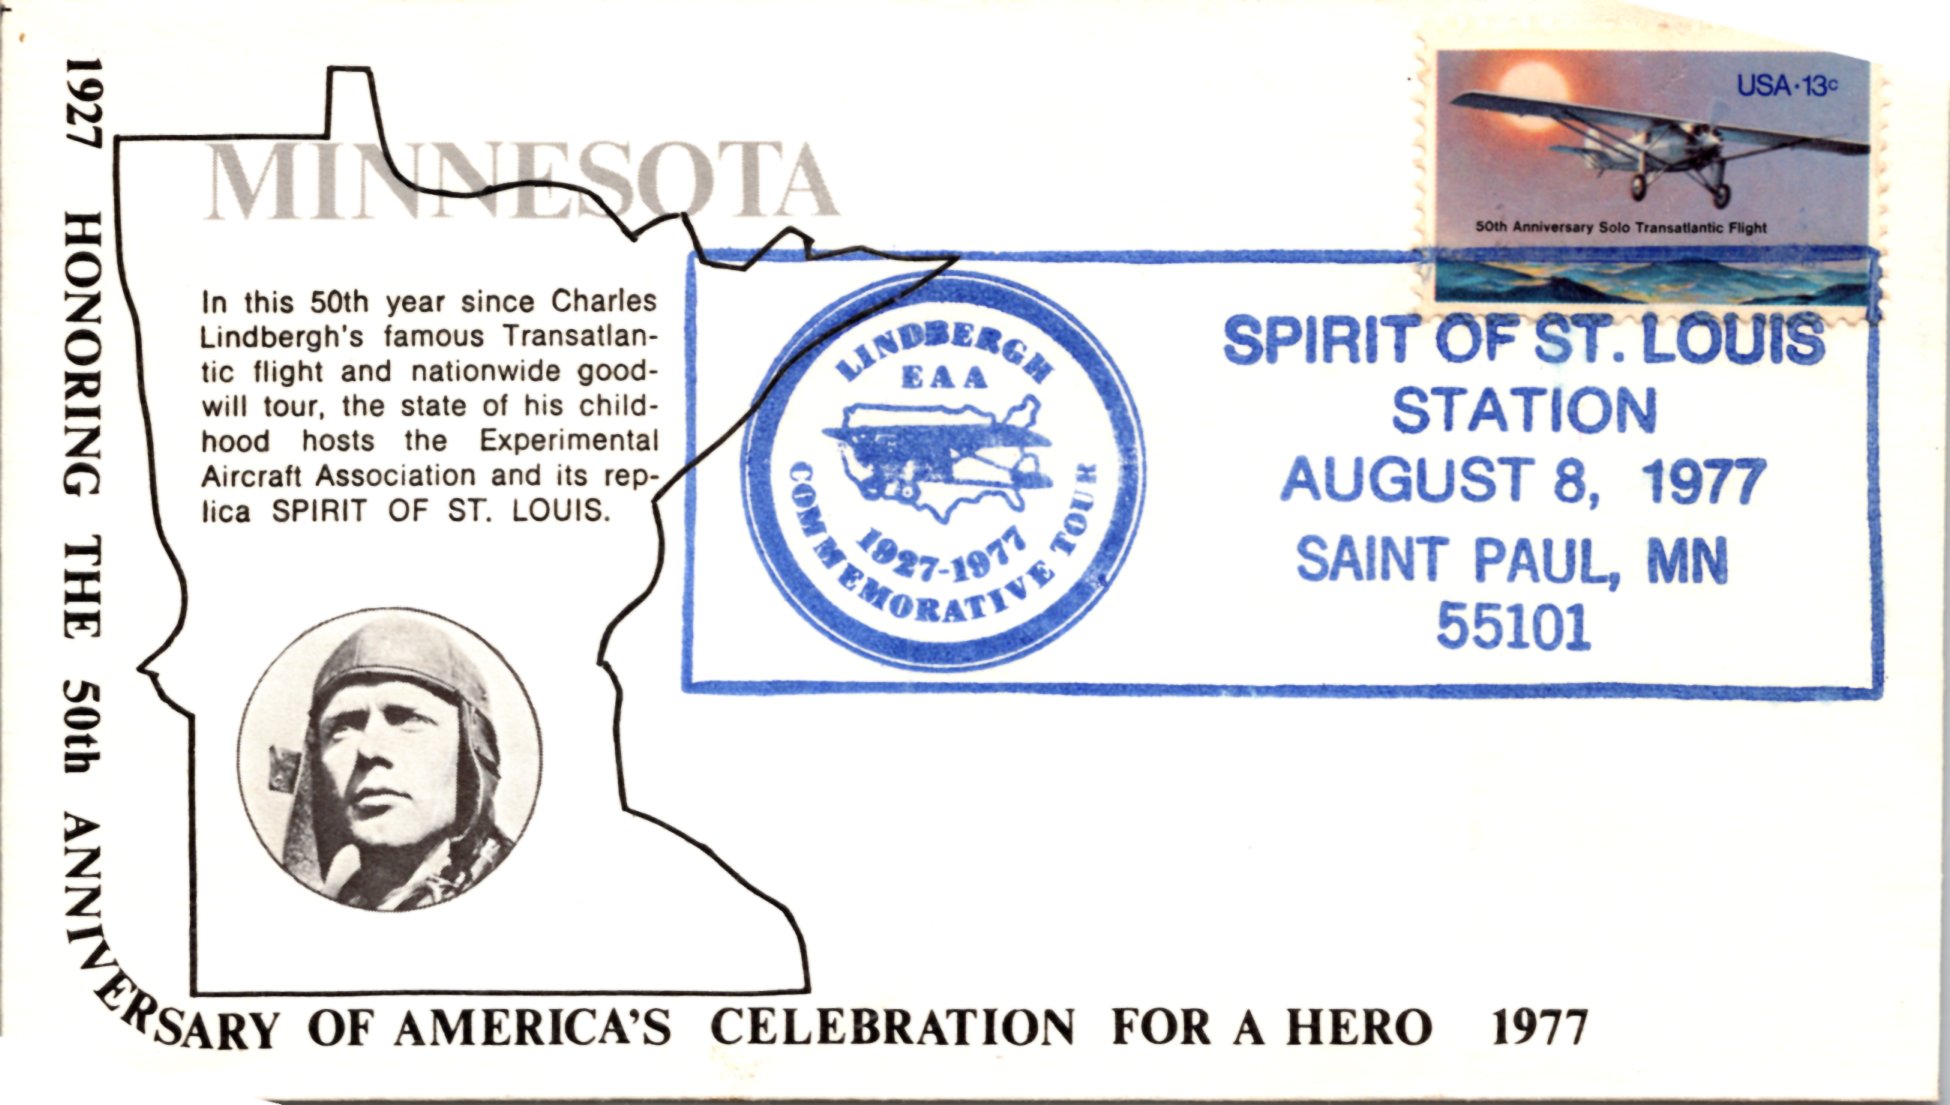 1927 HONORING THE 50th ANNIVERSARY OF AMERICA'S CELEBRATION FOR A HERO 1977
MINNESOTA
In this 50th year since Charles
Lindbergh's famous Transatlan-
tic flight and nationwide good-
will tour, the state of his child-
hood hosts the Experimental
Aircraft Association and its rep-
lica SPIRIT OF ST. LOUIS.
USA·13c
50th Anniversary Solo Transatlantic Flight
LINDBERGH
EAA
1927-1977
COMMEMORATIVE TOUR
SPIRIT OF ST. LOUIS
STATION
AUGUST 8, 1977
SAINT PAUL, MN
55101